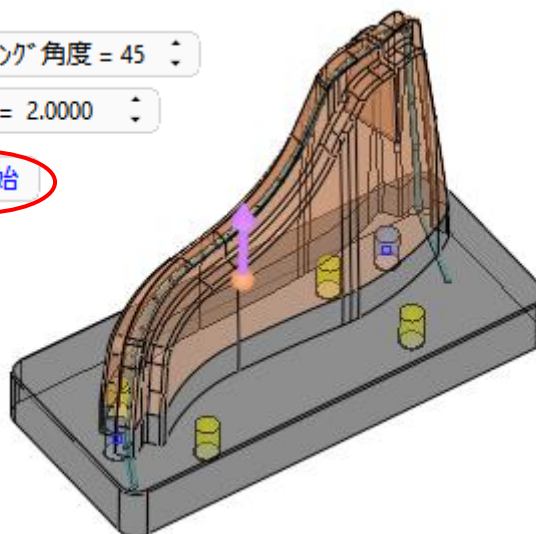 ング角度 = 45
= 2.0000
始